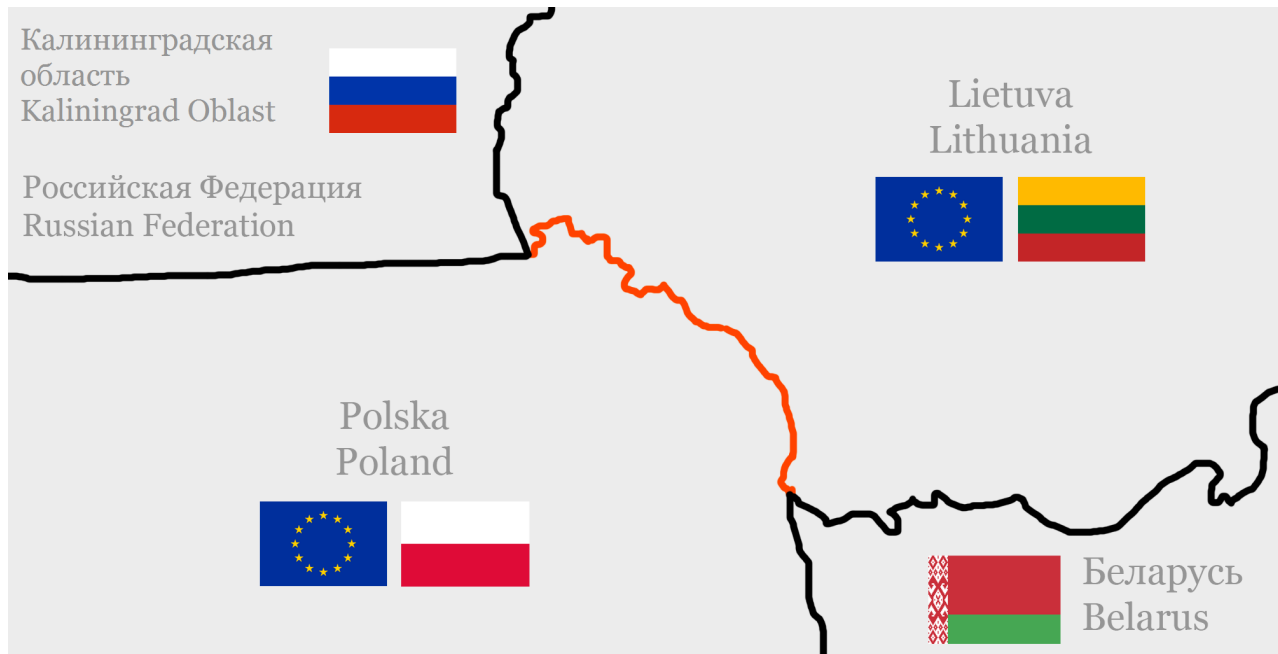 Калининградская
область
Kaliningrad Oblast
Российская Федерация
Russian Federation
Lietuva
Lithuania
Polska
Poland
Беларусь
Belarus